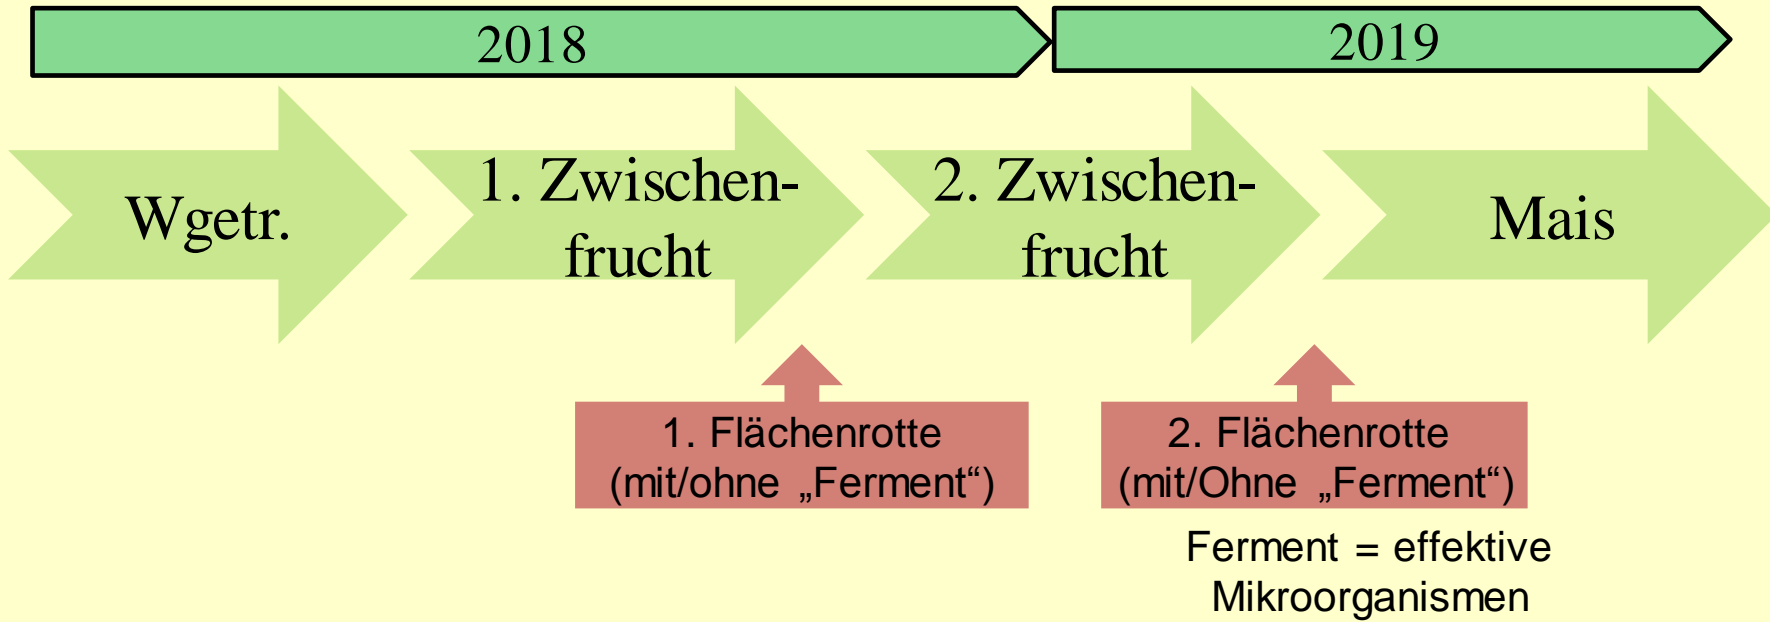 2018
2019
Wgetr.
1. Zwischen-
frucht
2. Zwischen-
frucht
Mais
1. Flächenrotte
(mit/ohne „Ferment“)
2. Flächenrotte
(mit/Ohne „Ferment“)
Ferment = effektive
Mikroorganismen